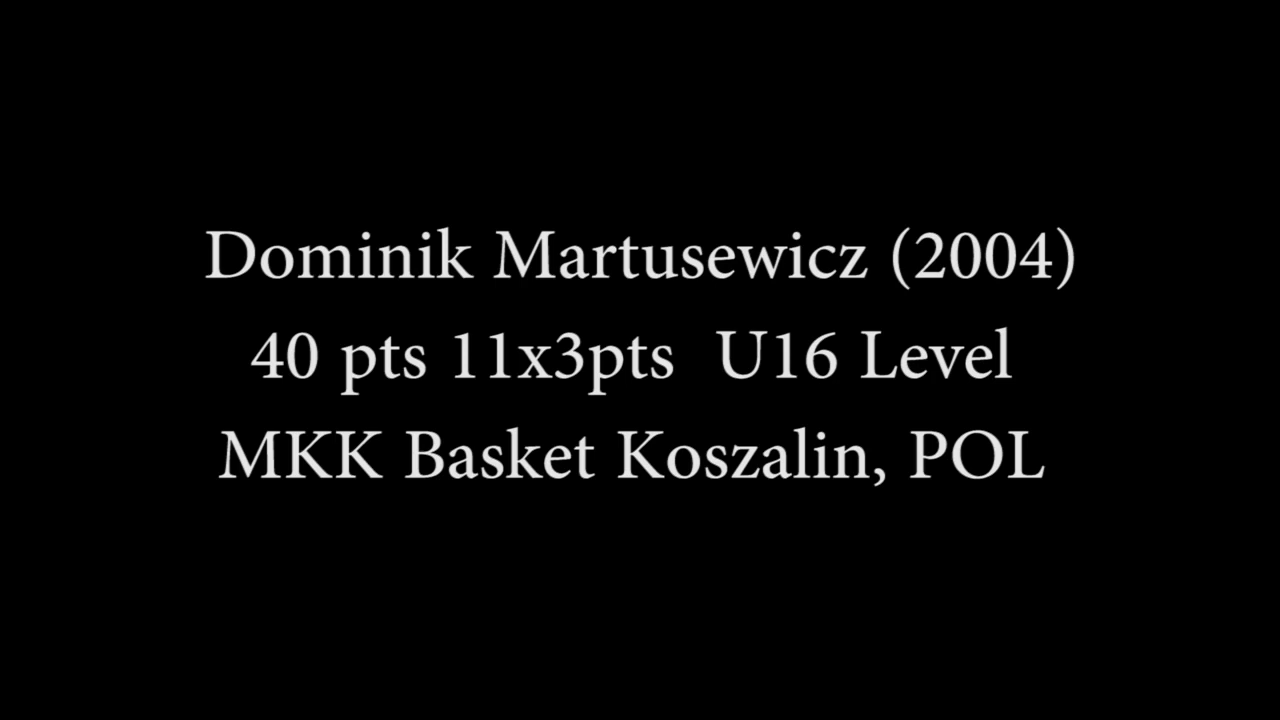 Dominik Martusewicz (2004)
40 pts 11x3pts  U16 Level
MKK Basket Koszalin, POL